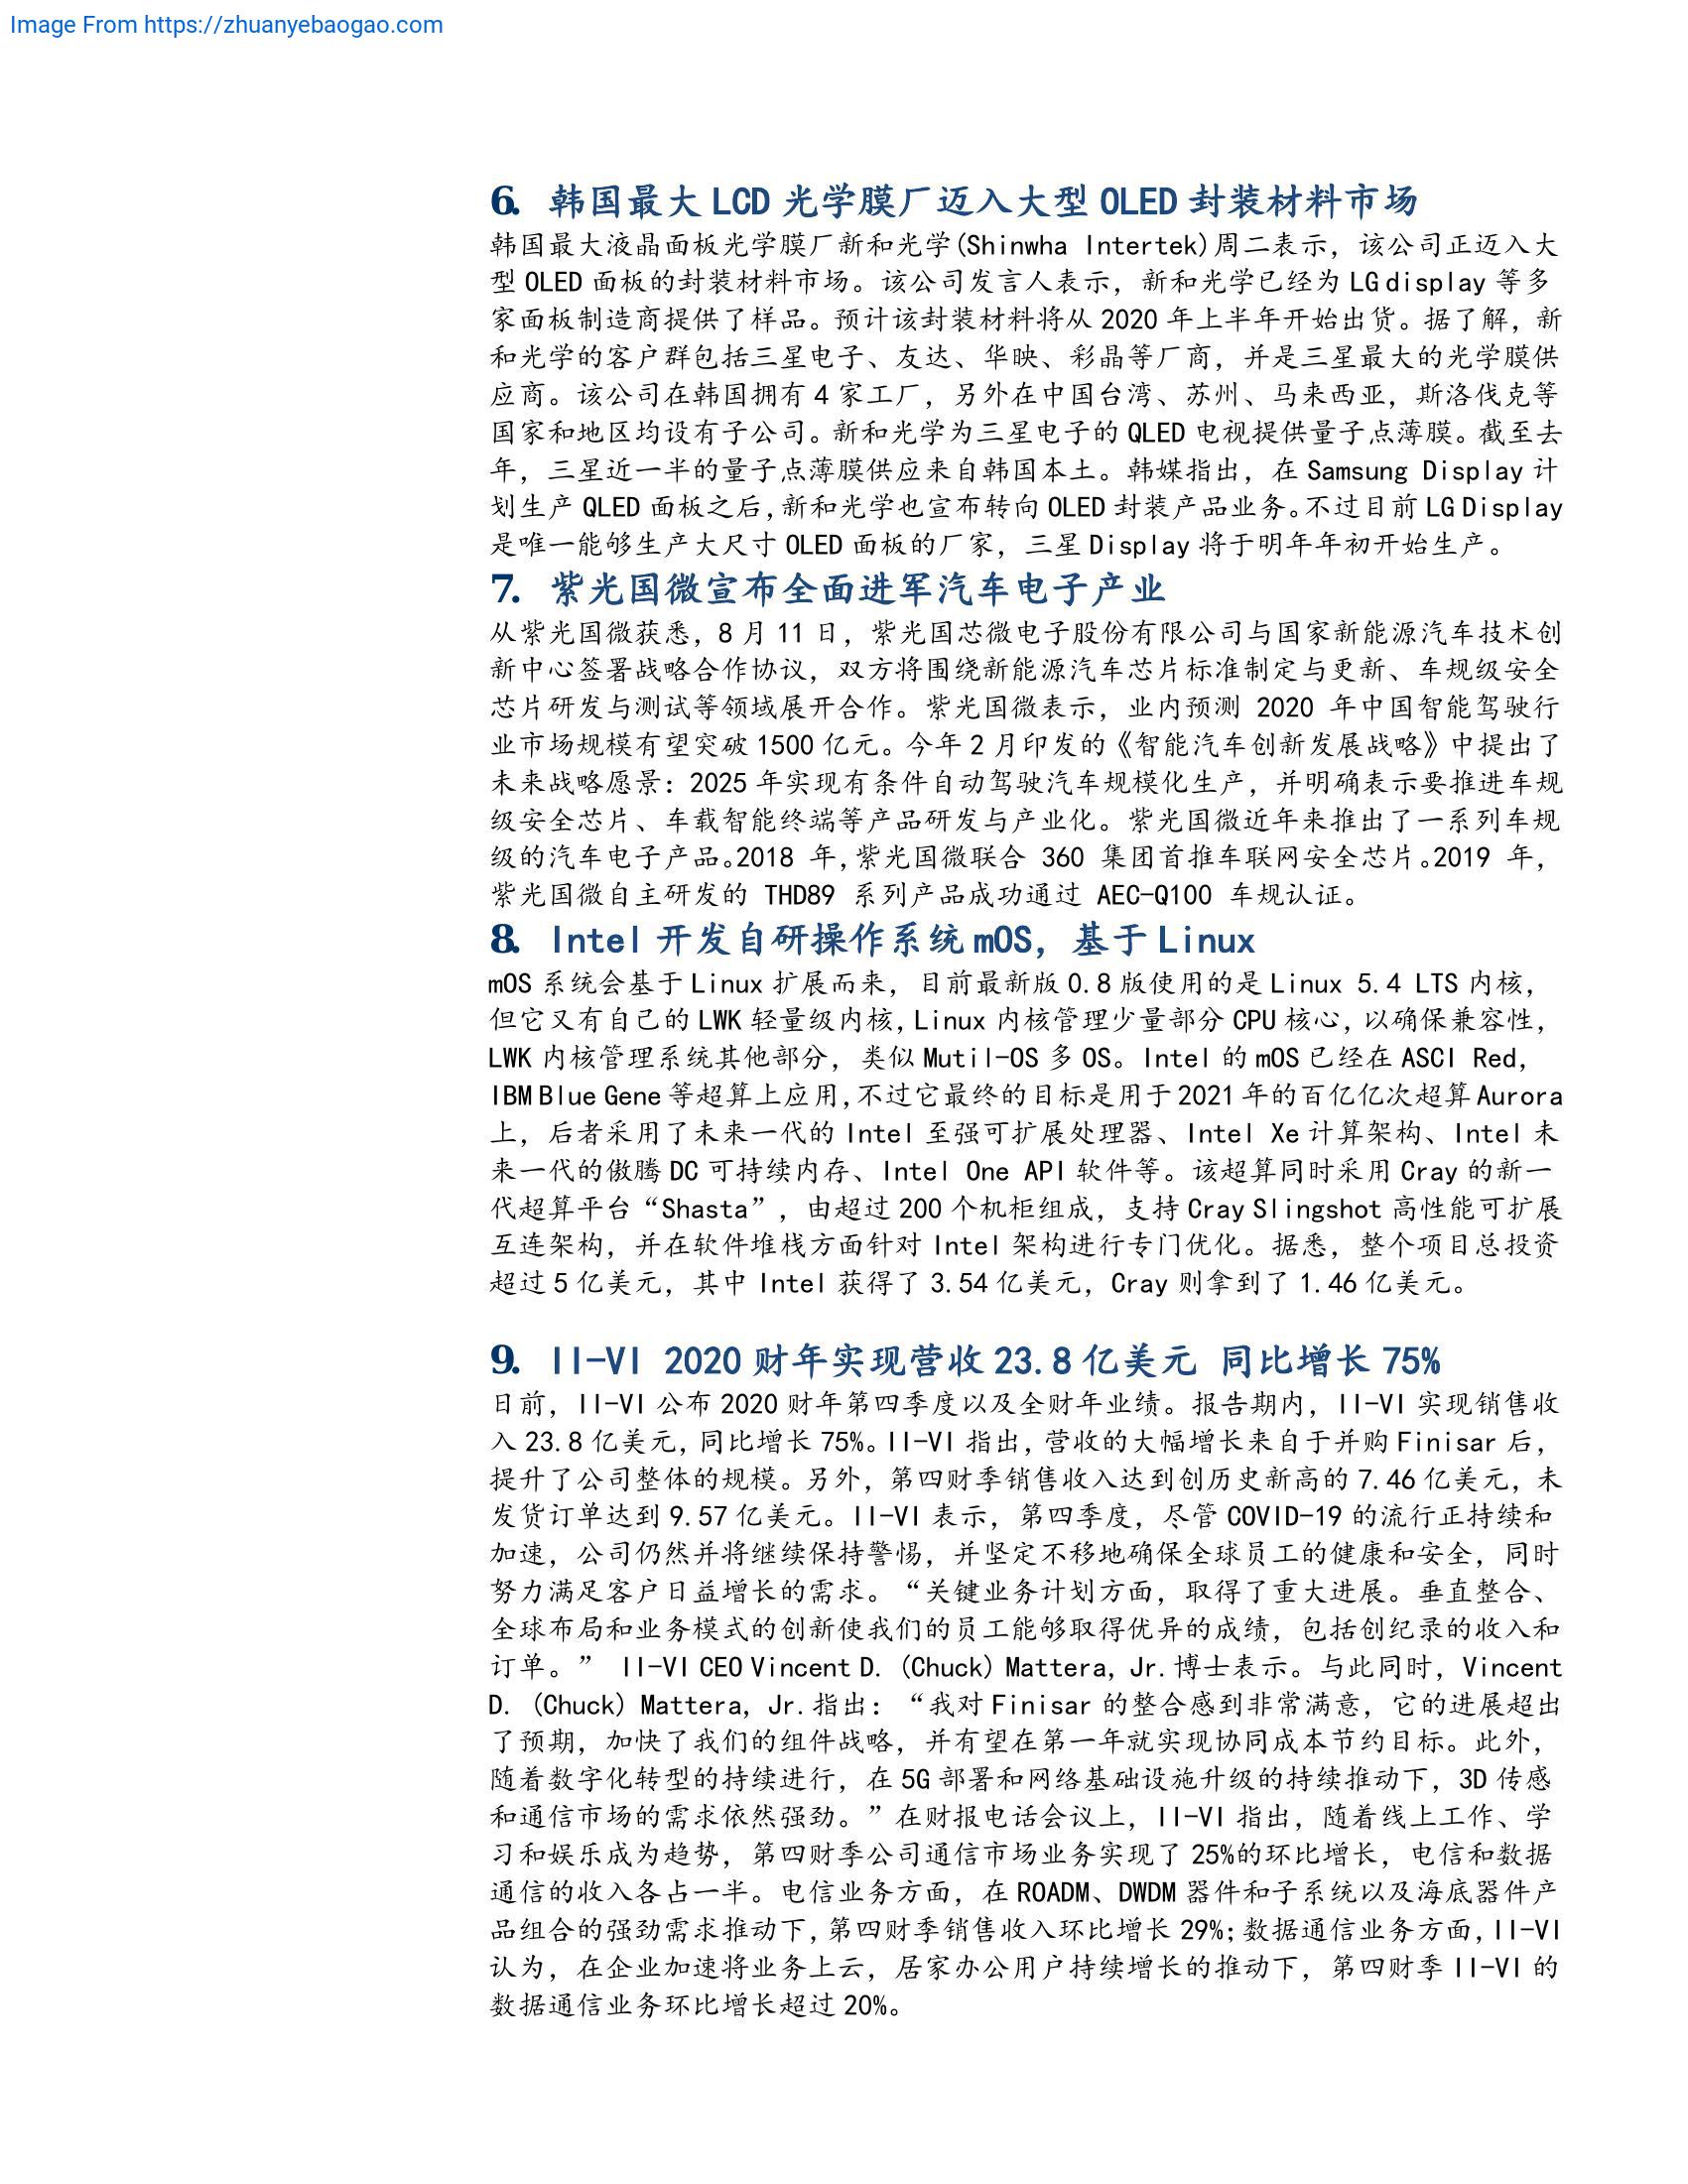 Image From https://zhuanyebaogao.com
6. 韩国最大 LCD 光学膜厂迈入大型 OLED 封装材料市场
韩国最大液晶面板光学膜厂新和光学(Shinwha Intertek)周二表示，该公司正迈入大
型 OLED 面板的封装材料市场。该公司发言人表示，新和光学已经为 LG display 等多
家面板制造商提供了样品。预计该封装材料将从 2020 年上半年开始出货。据了解，新
和光学的客户群包括三星电子、友达、华映、彩晶等厂商，并是三星最大的光学膜供
应商。该公司在韩国拥有 4 家工厂，另外在中国台湾、苏州、马来西亚，斯洛伐克等
国家和地区均设有子公司。新和光学为三星电子的 QLED 电视提供量子点薄膜。截至去
年，三星近一半的量子点薄膜供应来自韩国本土。韩媒指出，在 Samsung Display 计
划生产 QLED 面板之后,新和光学也宣布转向 OLED 封装产品业务。不过目前 LG Display
是唯一能够生产大尺寸 OLED 面板的厂家，三星 Display 将于明年年初开始生产。
7. 紫光国微宣布全面进军汽车电子产业
从紫光国微获悉，8 月 11 日，紫光国芯微电子股份有限公司与国家新能源汽车技术创
新中心签署战略合作协议，双方将围绕新能源汽车芯片标准制定与更新、车规级安全
芯片研发与测试等领域展开合作。紫光国微表示，业内预测 2020 年中国智能驾驶行
业市场规模有望突破 1500 亿元。今年 2 月印发的《智能汽车创新发展战略》中提出了
未来战略愿景：2025 年实现有条件自动驾驶汽车规模化生产，并明确表示要推进车规
级安全芯片、车载智能终端等产品研发与产业化。紫光国微近年来推出了一系列车规
级的汽车电子产品。2018 年,紫光国微联合 360 集团首推车联网安全芯片。2019 年，
紫光国微自主研发的 THD89 系列产品成功通过 AEC-Q100 车规认证。
8. Intel 开发自研操作系统 mOS，基于 Linux
mOS 系统会基于 Linux 扩展而来，目前最新版 0.8 版使用的是 Linux 5.4 LTS 内核，
但它又有自己的 LWK 轻量级内核,Linux 内核管理少量部分 CPU 核心,以确保兼容性，
LWK 内核管理系统其他部分，类似 Mutil-OS 多 OS。Intel 的 mOS 已经在 ASCI Red，
IBM Blue Gene 等超算上应用,不过它最终的目标是用于 2021 年的百亿亿次超算 Aurora
上，后者采用了未来一代的 Intel 至强可扩展处理器、Intel Xe 计算架构、Intel 未
来一代的傲腾 DC 可持续内存、Intel One API 软件等。该超算同时采用 Cray 的新一
代超算平台“Shasta”，由超过 200 个机柜组成，支持 Cray Slingshot 高性能可扩展
互连架构，并在软件堆栈方面针对 Intel 架构进行专门优化。据悉，整个项目总投资
超过 5 亿美元，其中 Intel 获得了 3.54 亿美元，Cray 则拿到了 1.46 亿美元。
9. II-VI 2020 财年实现营收 23.8 亿美元 同比增长 75%
日前，II-VI 公布 2020 财年第四季度以及全财年业绩。报告期内，II-VI 实现销售收
入 23.8 亿美元,同比增长 75%。II-VI 指出,营收的大幅增长来自于并购 Finisar 后，
提升了公司整体的规模。另外，第四财季销售收入达到创历史新高的 7.46 亿美元，未
发货订单达到 9.57 亿美元。II-VI 表示，第四季度，尽管 COVID-19 的流行正持续和
加速，公司仍然并将继续保持警惕，并坚定不移地确保全球员工的健康和安全，同时
努力满足客户日益增长的需求。“关键业务计划方面，取得了重大进展。垂直整合、
全球布局和业务模式的创新使我们的员工能够取得优异的成绩，包括创纪录的收入和
订单。” II-VI CEO Vincent D. (Chuck) Mattera, Jr.博士表示。与此同时，Vincent
D. (Chuck) Mattera, Jr.指出：“我对 Finisar 的整合感到非常满意，它的进展超出
了预期，加快了我们的组件战略，并有望在第一年就实现协同成本节约目标。此外，
随着数字化转型的持续进行，在 5G 部署和网络基础设施升级的持续推动下，3D 传感
和通信市场的需求依然强劲。”在财报电话会议上，II-VI 指出，随着线上工作、学
习和娱乐成为趋势，第四财季公司通信市场业务实现了 25%的环比增长，电信和数据
通信的收入各占一半。电信业务方面，在 ROADM、DWDM 器件和子系统以及海底器件产
品组合的强劲需求推动下,第四财季销售收入环比增长 29%;数据通信业务方面,II-VI
认为，在企业加速将业务上云，居家办公用户持续增长的推动下，第四财季 II-VI 的
数据通信业务环比增长超过 20%。